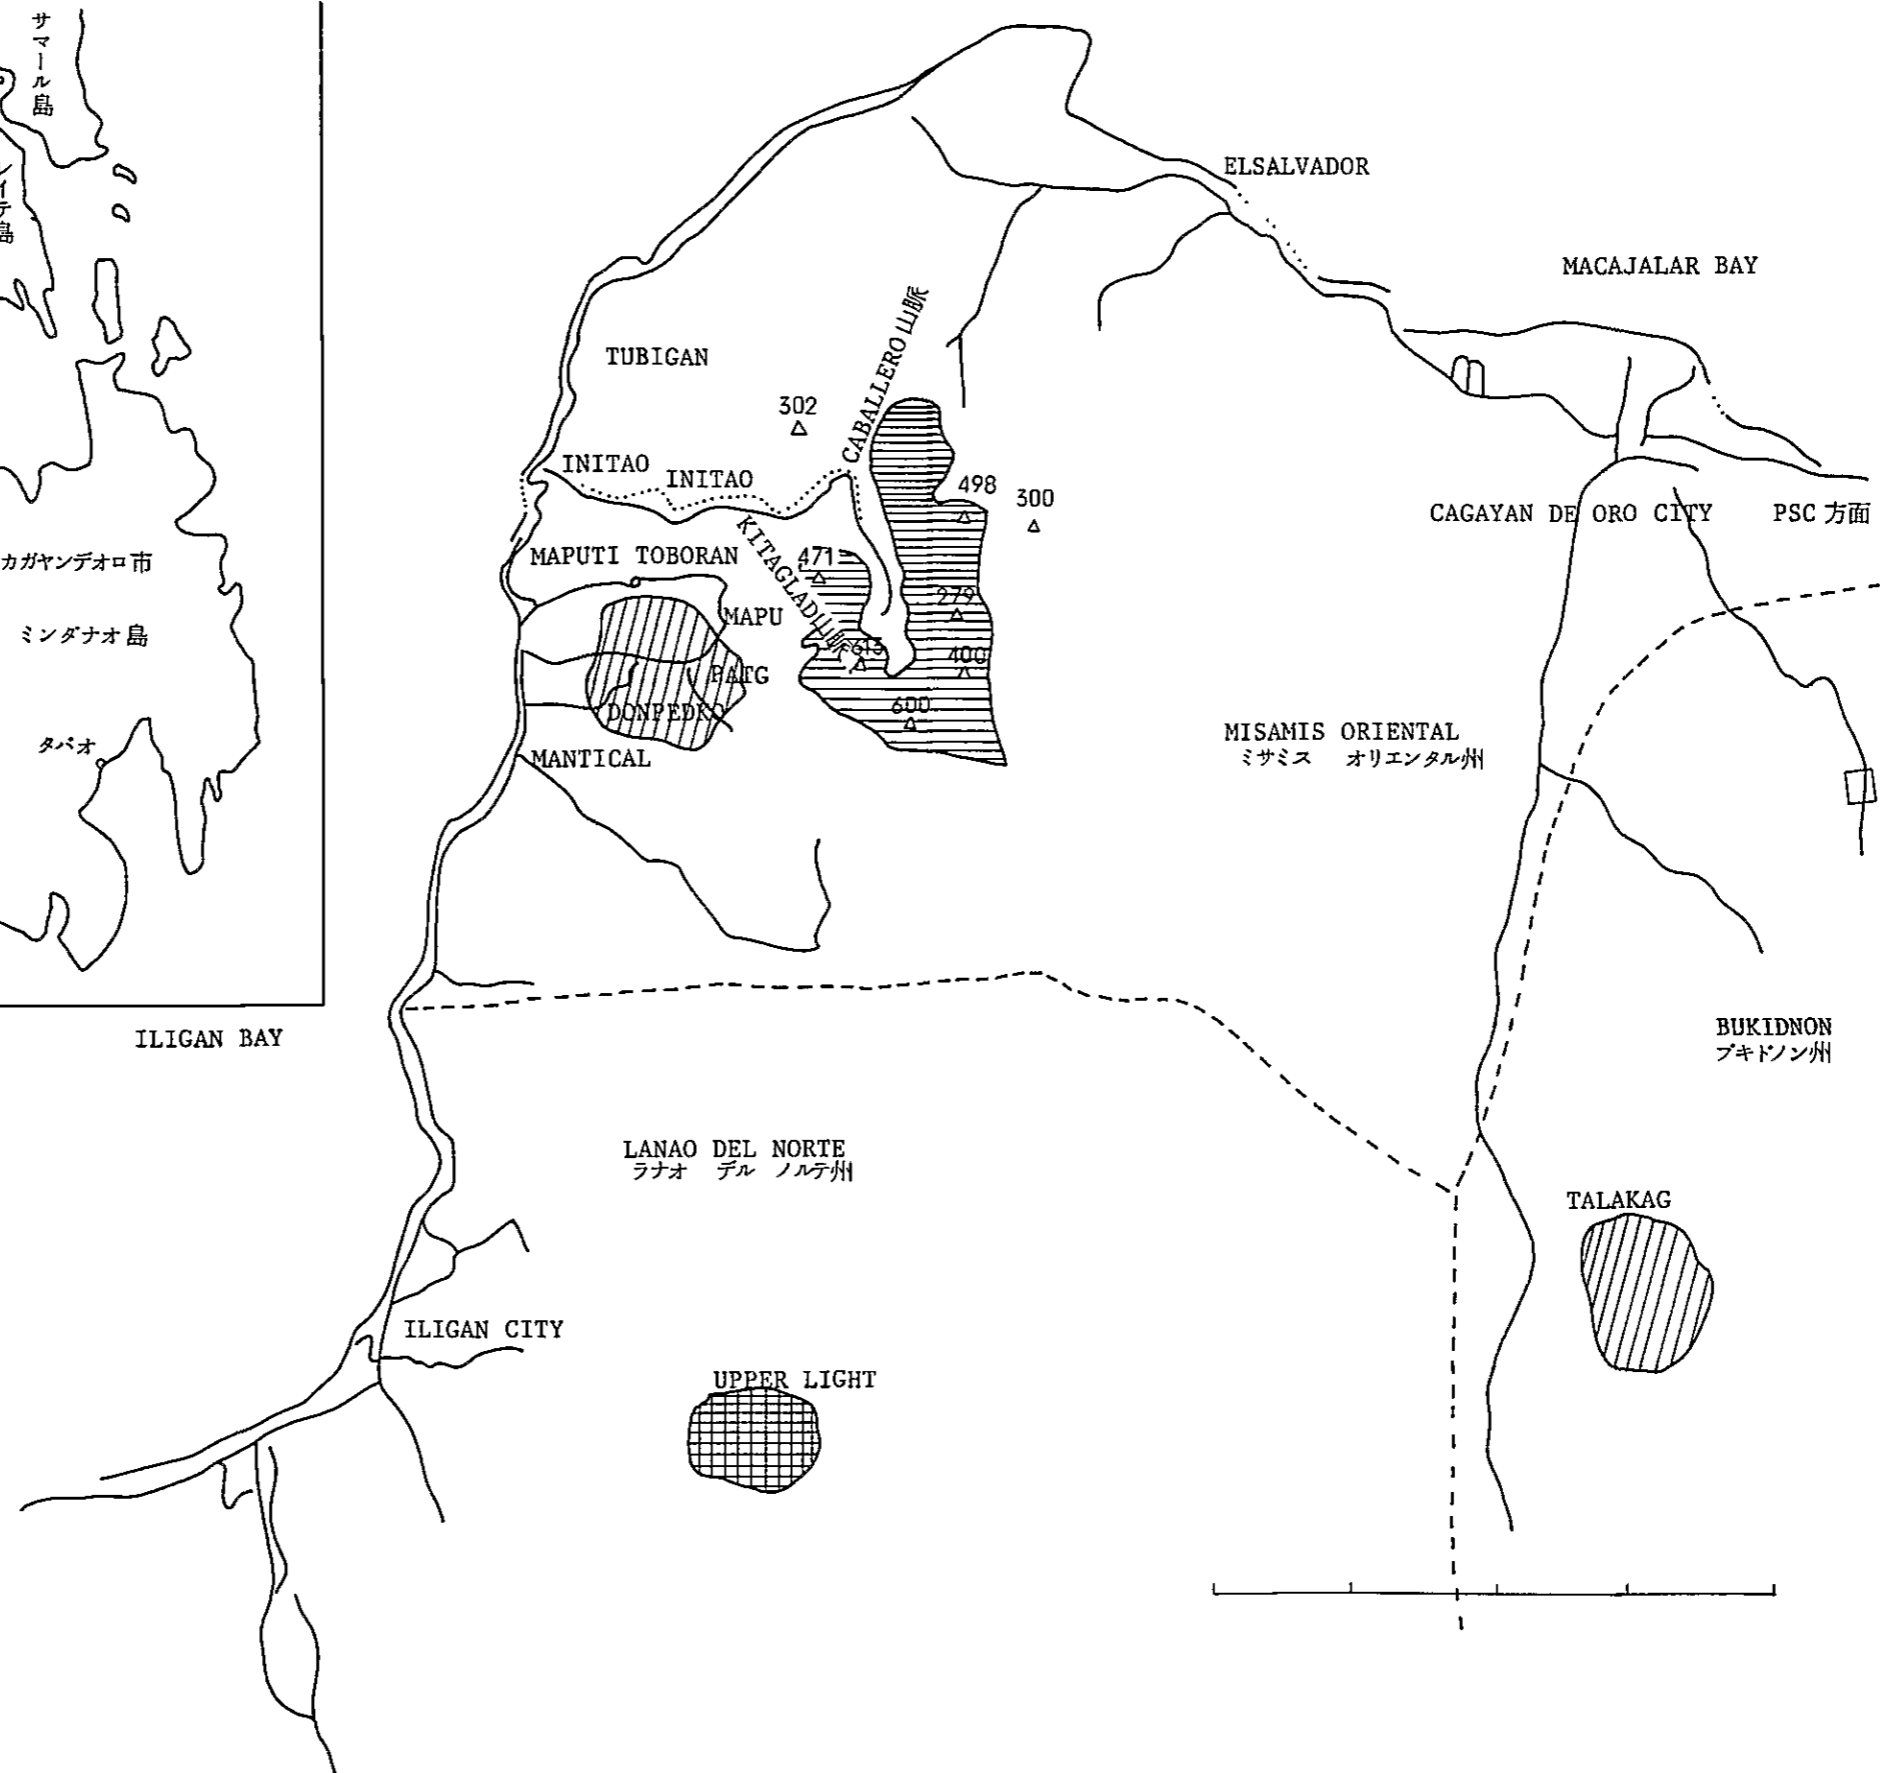 サマール島
レイテ島
カガヤンデオロ市
ミンダナオ島
タバオ
ILIGAN BAY
ELSALVADOR
MACAJALAR BAY
TUBIGAN
302
CABALLERO山脈
INITAO
INITAO
498
300
CAGAYAN DE ORO CITY
PSC 方面
KITAGLAD山脈
MAPUTI TOBORAN
471
279
MAPU
613
400
PATG
600
DONPEDRO
MANTICAL
MISAMIS ORIENTAL
ミサミス オリエンタル州
BUKIDNON
ブキドノン州
LANAO DEL NORTE
ラナオ デル ノルテ州
TALAKAG
ILIGAN CITY
UPPER LIGHT